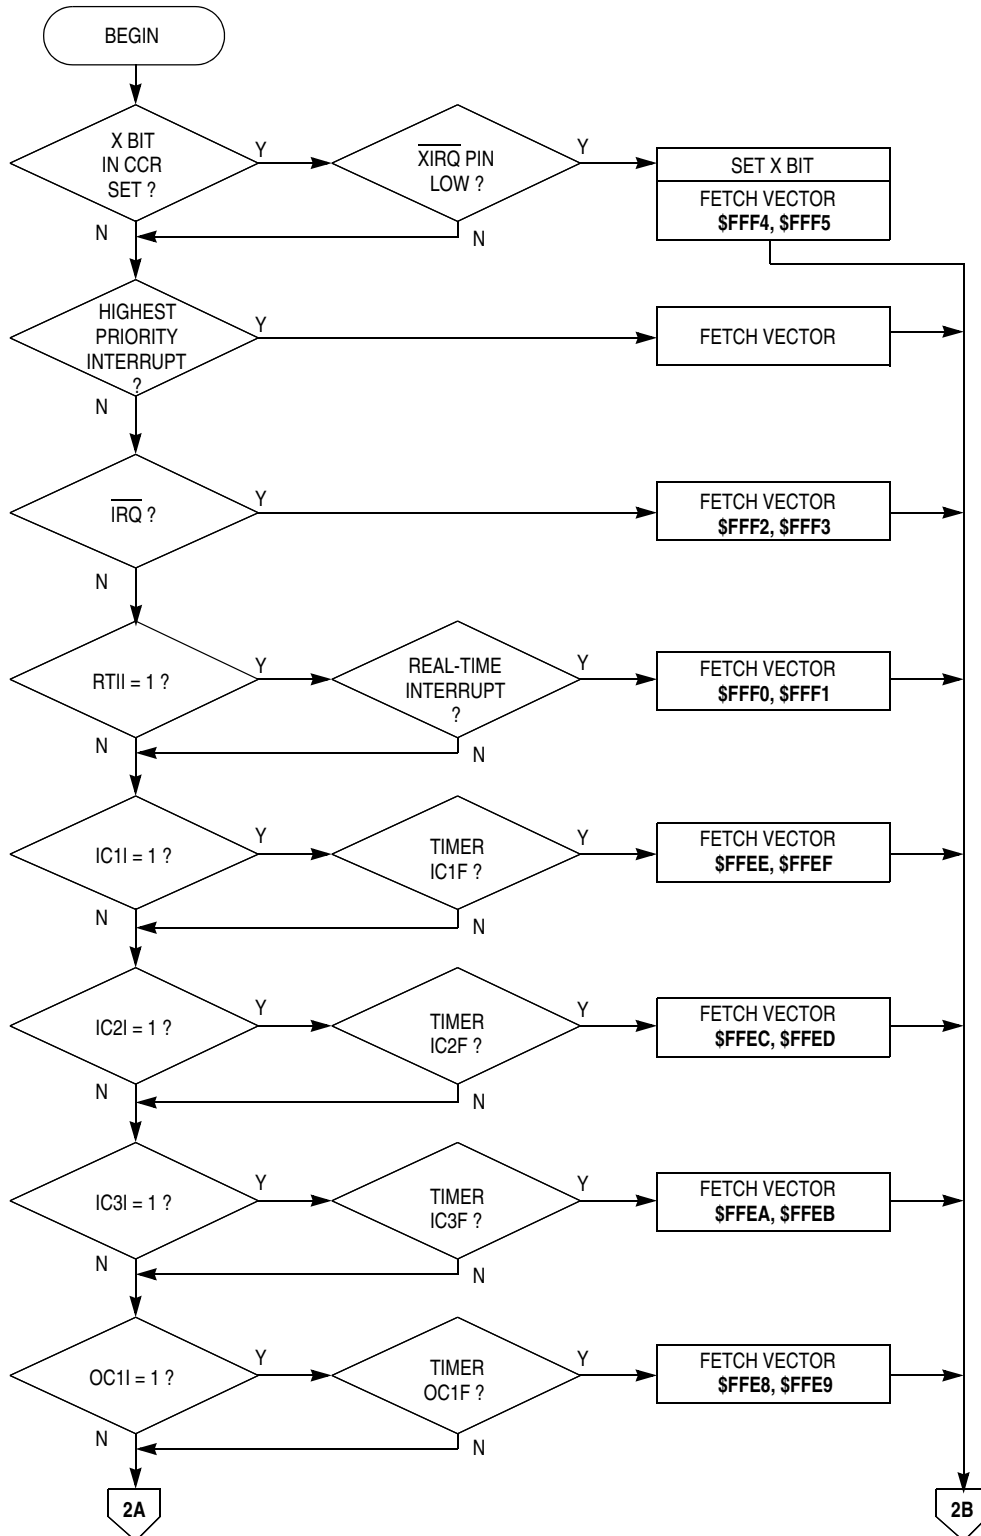 BEGIN
X BIT
IN CCR
SET ?
Y
N
XIRQ PIN
LOW ?
Y
N
SET X BIT
FETCH VECTOR
$FFF4, $FFF5
HIGHEST
PRIORITY
INTERRUPT
?
Y
N
FETCH VECTOR
IRQ ?
Y
N
FETCH VECTOR
$FFF2, $FFF3
RTII = 1 ?
Y
N
REAL-TIME
INTERRUPT
?
Y
N
FETCH VECTOR
$FFF0, $FFF1
IC1I = 1 ?
Y
N
TIMER
IC1F ?
Y
N
FETCH VECTOR
$FFEE, $FFEF
IC2I = 1 ?
Y
N
TIMER
IC2F ?
Y
N
FETCH VECTOR
$FFEC, $FFED
IC3I = 1 ?
Y
N
TIMER
IC3F ?
Y
N
FETCH VECTOR
$FFEA, $FFEB
OC1I = 1 ?
Y
N
TIMER
OC1F ?
Y
N
FETCH VECTOR
$FFE8, $FFE9
2A
2B